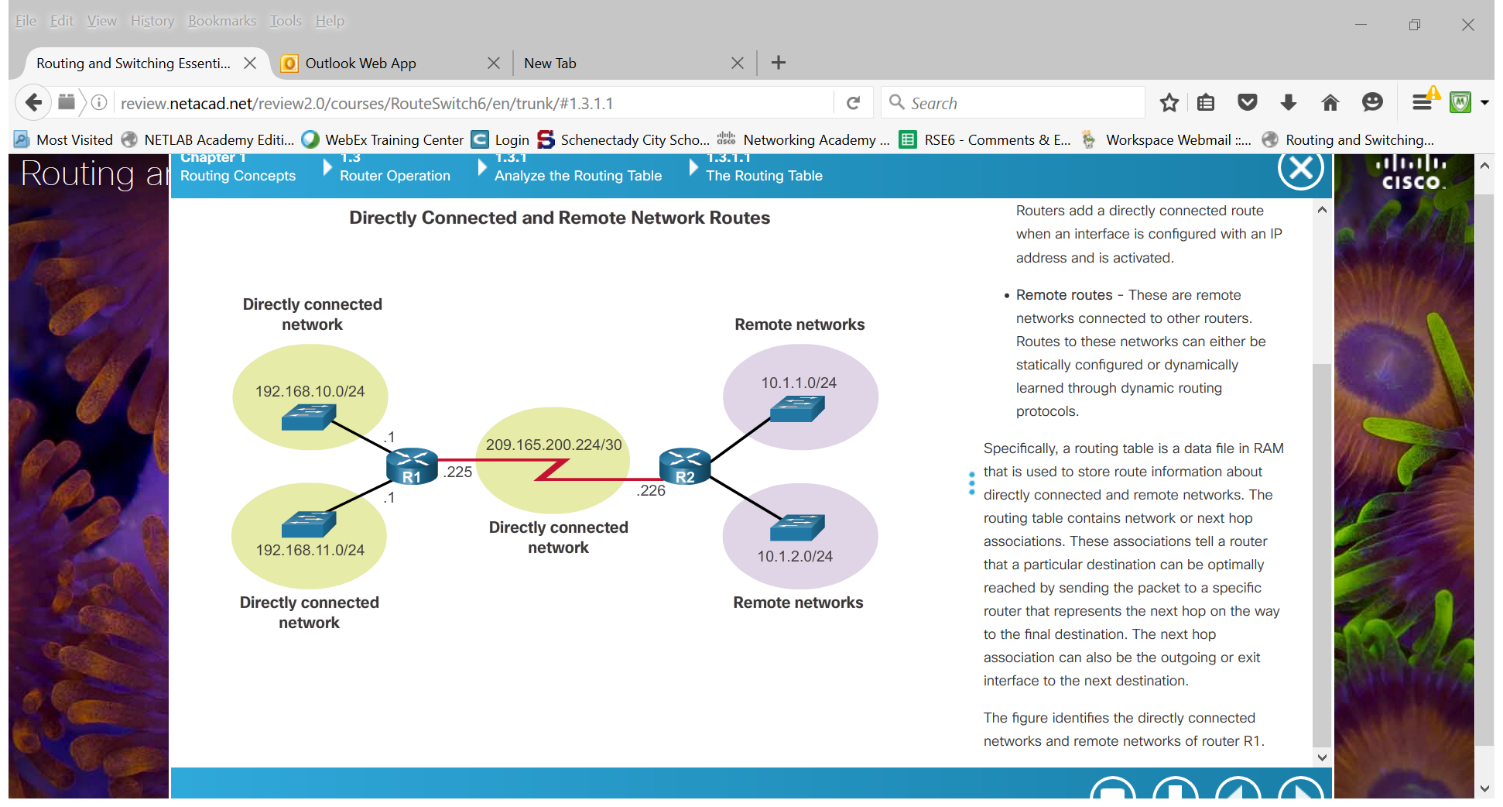 File Edit View History Bookmarks Tools Help
Routing and Switching Essenti... Outlook Web App New Tab
review.netacad.net/review2.0/courses/RouteSwitch6/en/trunk/#1.3.1.1 Search
Most Visited NETLAB Academy Editi... WebEx Training Center Login Schenectady City Scho... Networking Academy ... RSE6 - Comments & E... Workspace Webmail ::... Routing and Switching...
Routing a
Chapter 1 1.3 1.3.1 1.3.1.1
Routing Concepts Router Operation Analyze the Routing Table The Routing Table
CISCO.
Directly Connected and Remote Network Routes
Directly connected
network
Remote networks
192.168.10.0/24
10.1.1.0/24
.1
209.165.200.224/30
R1
.225
R2
.226
.1
192.168.11.0/24
Directly connected
network
10.1.2.0/24
Directly connected
network
Remote networks
Routers add a directly connected route
when an interface is configured with an IP
address and is activated.
• Remote routes - These are remote
networks connected to other routers.
Routes to these networks can either be
statically configured or dynamically
learned through dynamic routing
protocols.
Specifically, a routing table is a data file in RAM
that is used to store route information about
directly connected and remote networks. The
routing table contains network or next hop
associations. These associations tell a router
that a particular destination can be optimally
reached by sending the packet to a specific
router that represents the next hop on the way
to the final destination. The next hop
association can also be the outgoing or exit
interface to the next destination.
The figure identifies the directly connected
networks and remote networks of router R1.